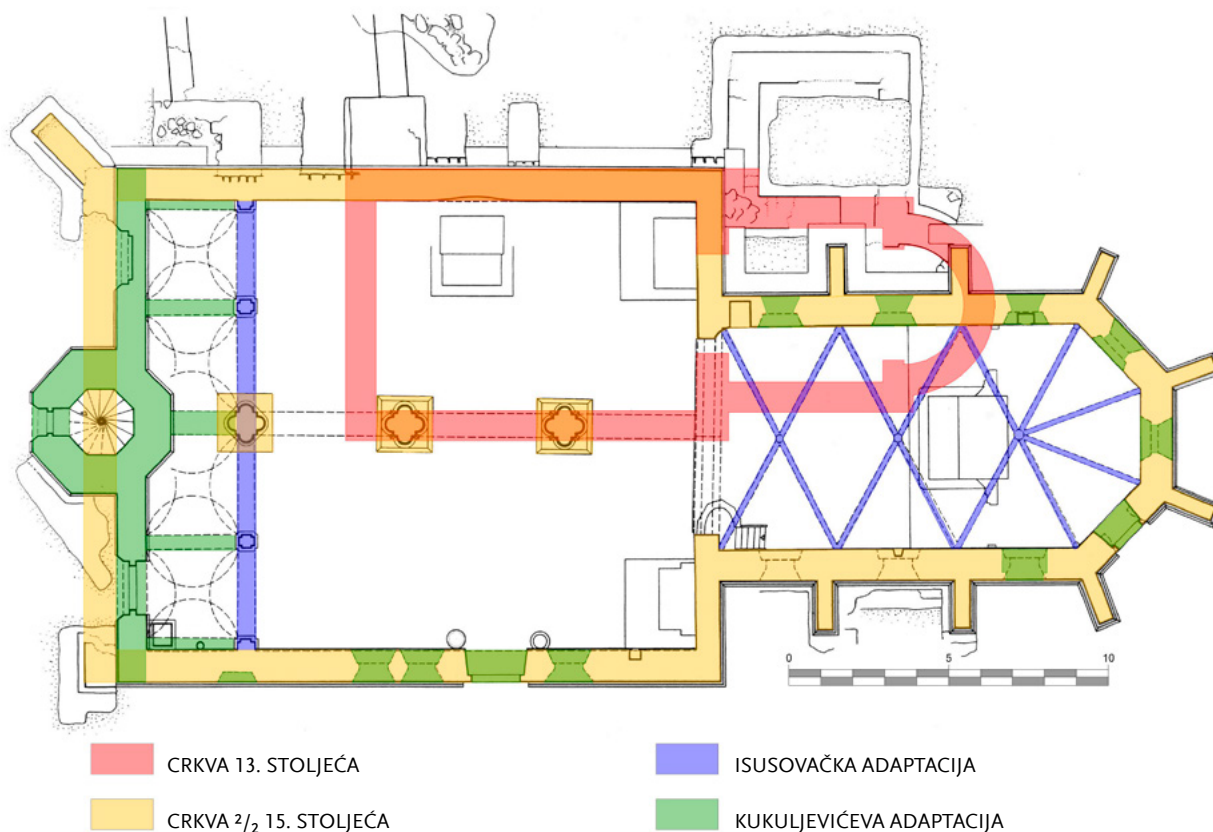 0 5 10
CRKVA 13. STOLJEĆA
ISUSOVAČKA ADAPTACIJA
CRKVA ²/₂ 15. STOLJEĆA
KUKULJEVIĆEVA ADAPTACIJA